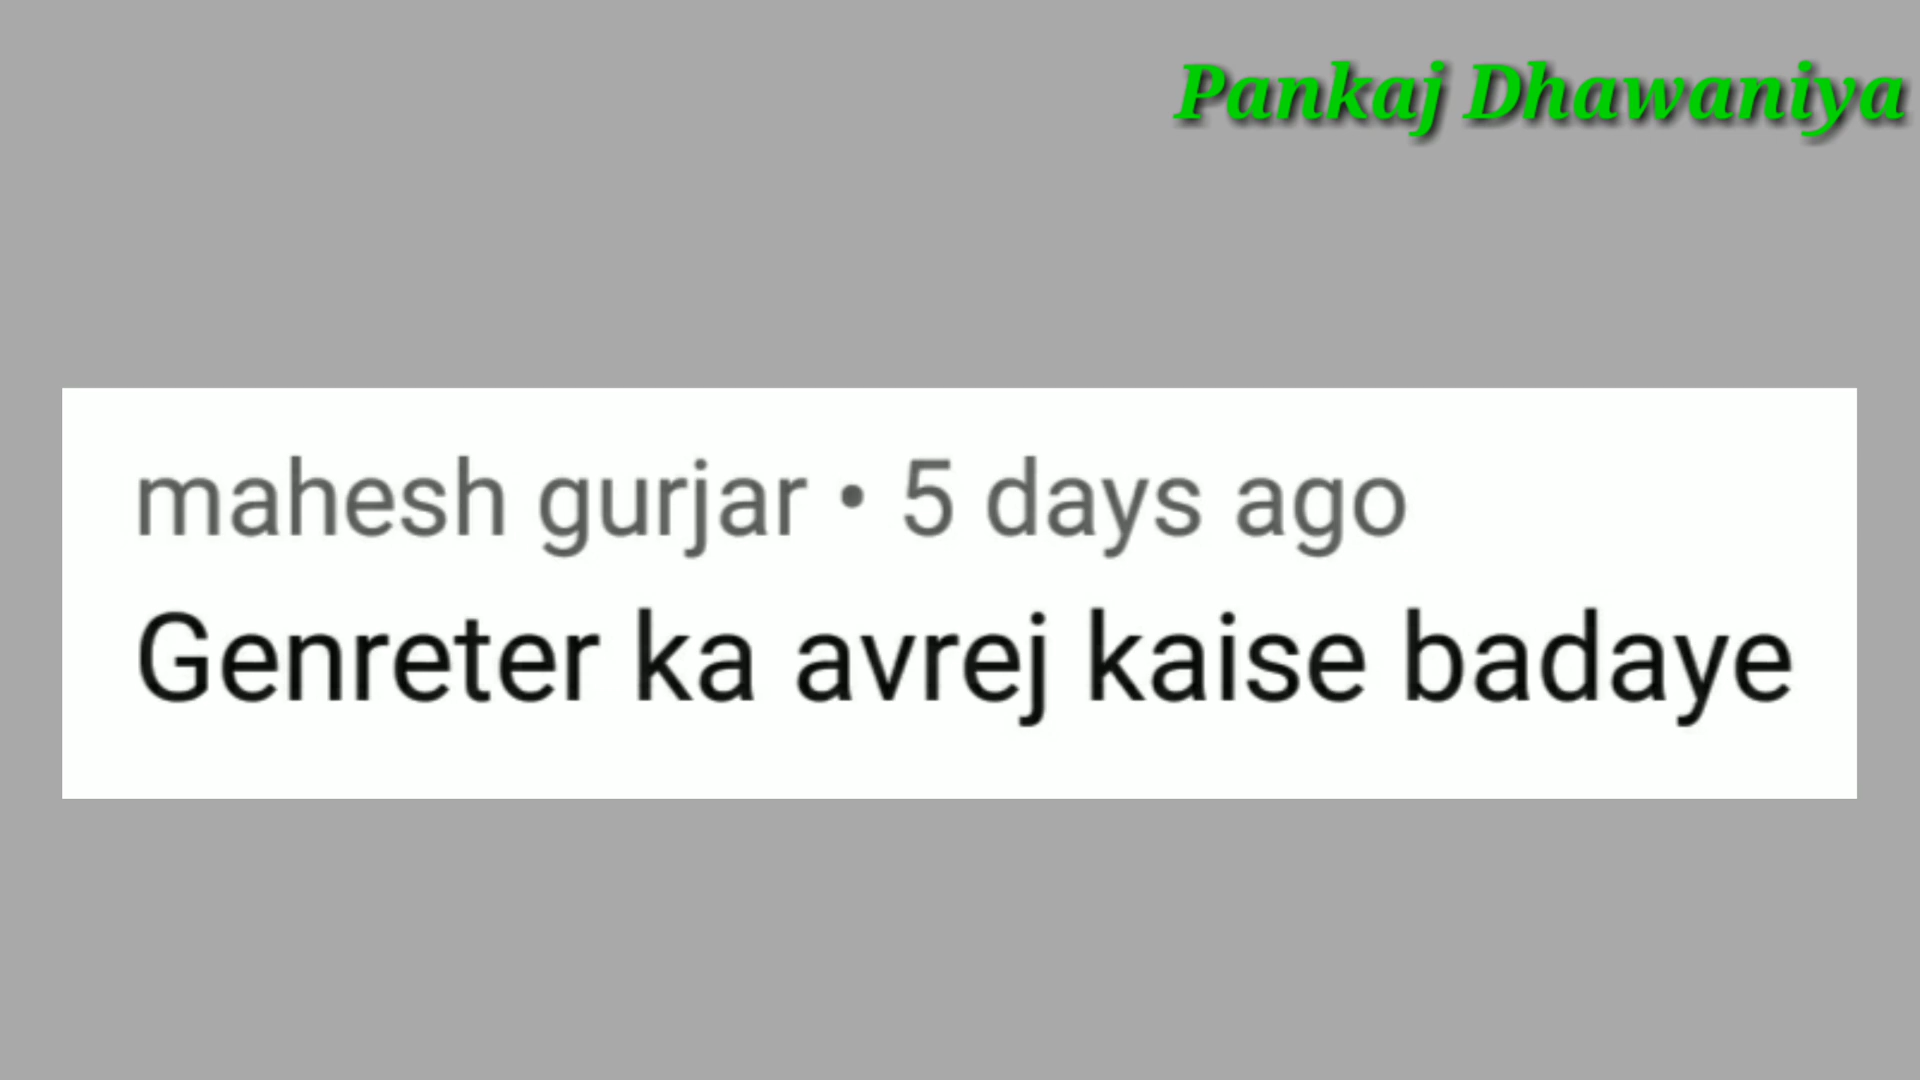 Pankaj Dhawaniya
mahesh gurjar • 5 days ago
Genreter ka avrej kaise badaye